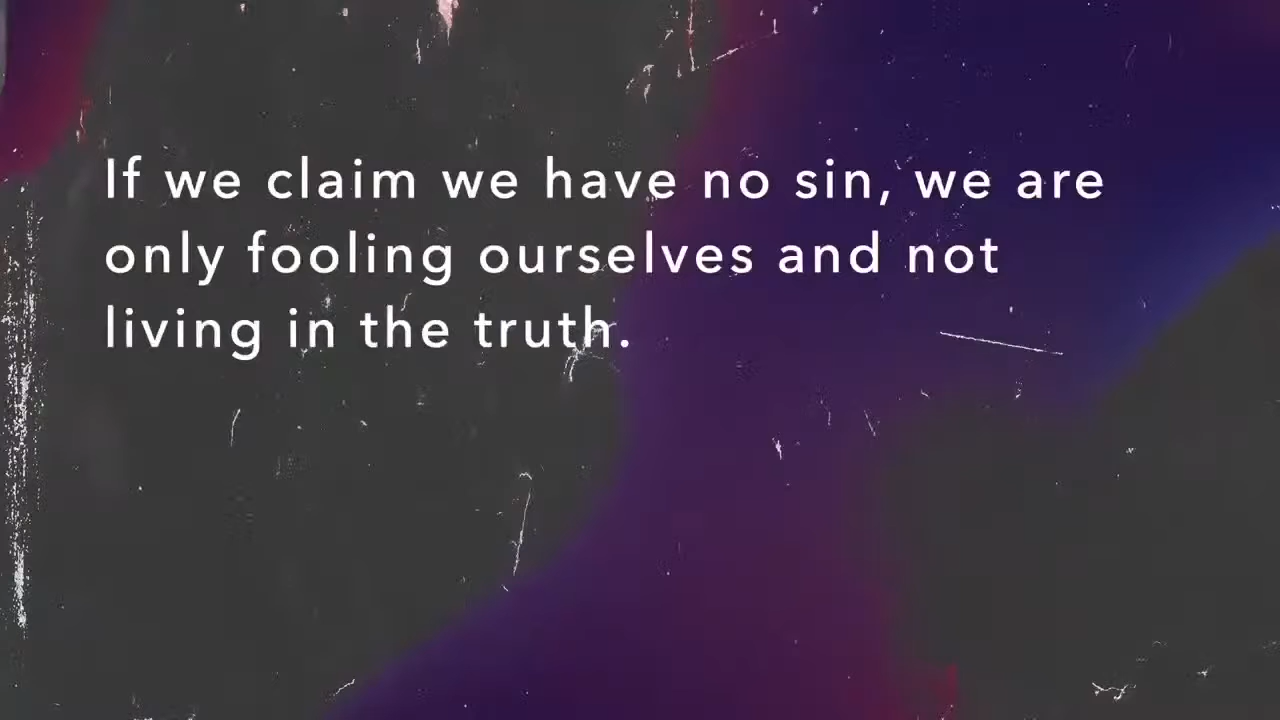 If we claim we have no sin, we are
only fooling ourselves and not
living in the truth.